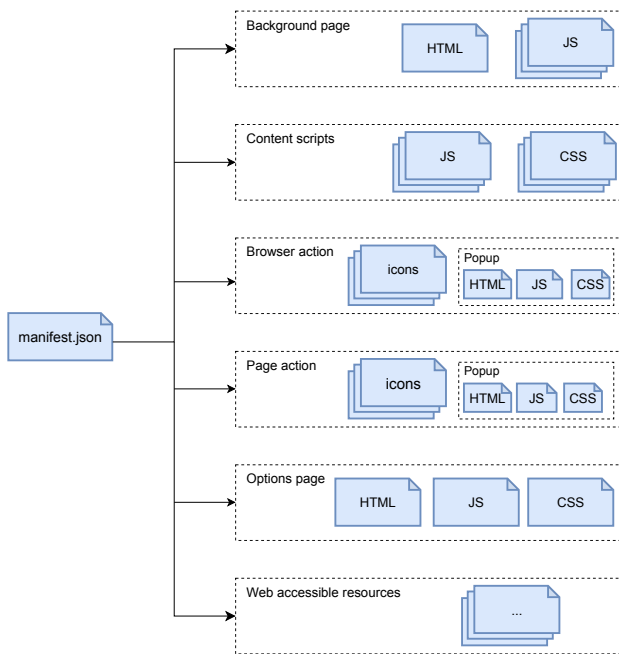 Background page
HTML
JS
Content scripts
JS
CSS
Browser action
icons
Popup
HTML
JS
CSS
manifest.json
Page action
icons
Popup
HTML
JS
CSS
Options page
HTML
JS
CSS
Web accessible resources
...